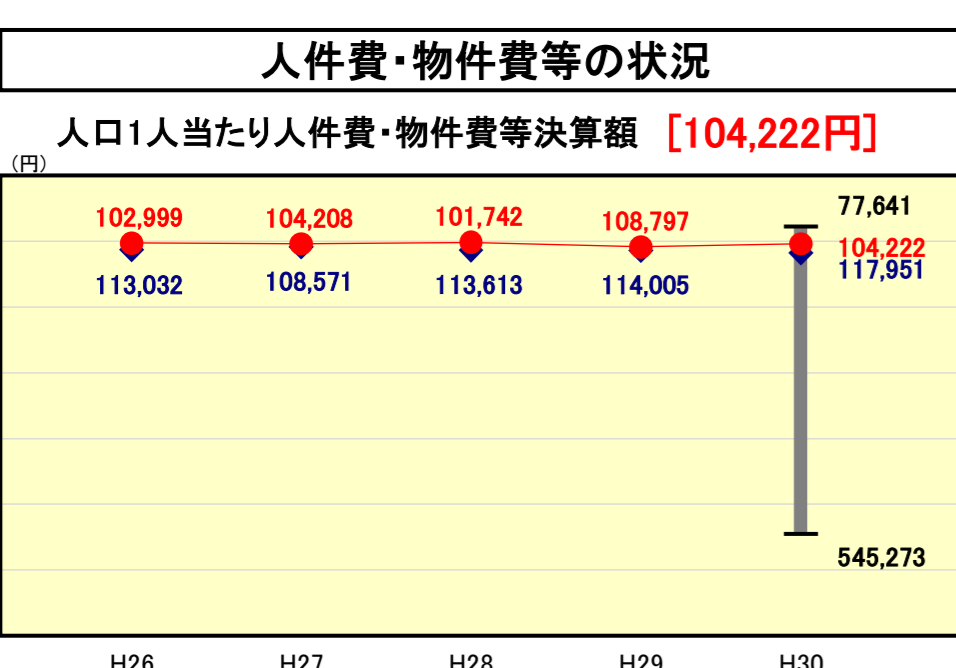 人件費・物件費等の状況
人口1人当たり人件費・物件費等決算額 [104,222円]
(円)
102,999 104,208 101,742 108,797 77,641
104,222
113,032 108,571 113,613 114,005 117,951
545,273
H26 H27 H28 H29 H30